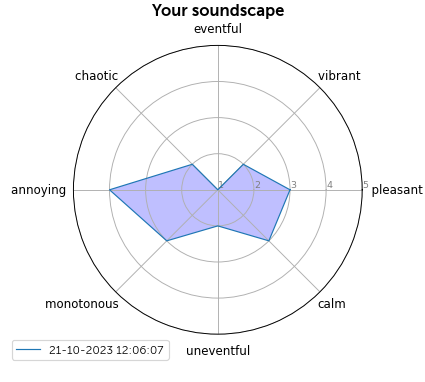 Your soundscape
eventful
chaotic
vibrant
annoying
1 2 3 4 5
pleasant
monotonous
calm
21-10-2023 12:06:07
uneventful